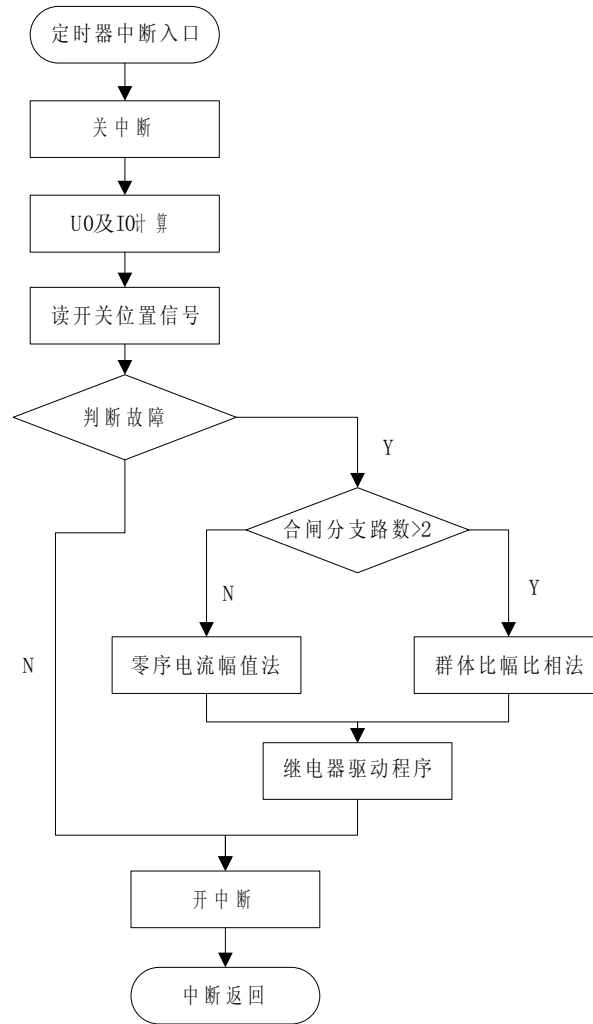 定时器中断入口
关中断
U0及I0计算
读开关位置信号
判断故障
Y
合闸分支路数>2
N
Y
N
零序电流幅值法
群体比幅比相法
继电器驱动程序
开中断
中断返回